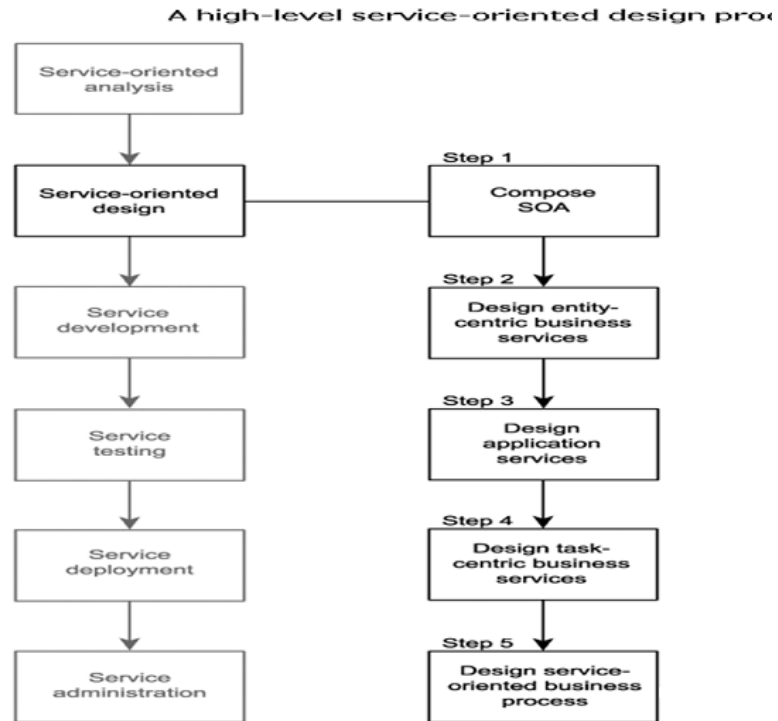 A high-level service-oriented design
Service-oriented
analysis
Service-oriented
design
Service
development
Service
testing
Service
deployment
Service
administration
Step 1
Compose
SOA
Step 2
Design entity-
centric business
services
Step 3
Design
application
services
Step 4
Design task-
centric business
services
Step 5
Design service-
oriented business
process